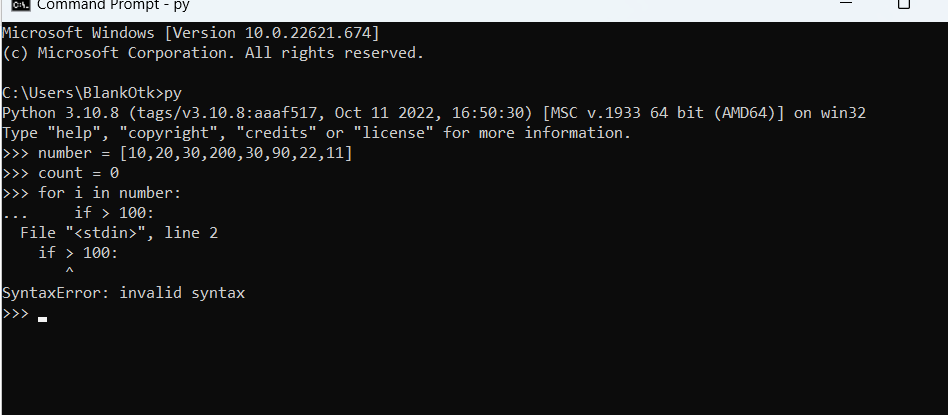 Command Prompt - py
Microsoft Windows [Version 10.0.22621.674]
(c) Microsoft Corporation. All rights reserved.
C:\Users\BlankOtk>py
Python 3.10.8 (tags/v3.10.8:aaaf517, Oct 11 2022, 16:50:30) [MSC v.1933 64 bit (AMD64)] on win32
Type "help", "copyright", "credits" or "license" for more information.
>>> number = [10,20,30,200,30,90,22,11]
>>> count = 0
>>> for i in number:
...     if > 100:
  File "<stdin>", line 2
    if > 100:
       ^
SyntaxError: invalid syntax
>>>